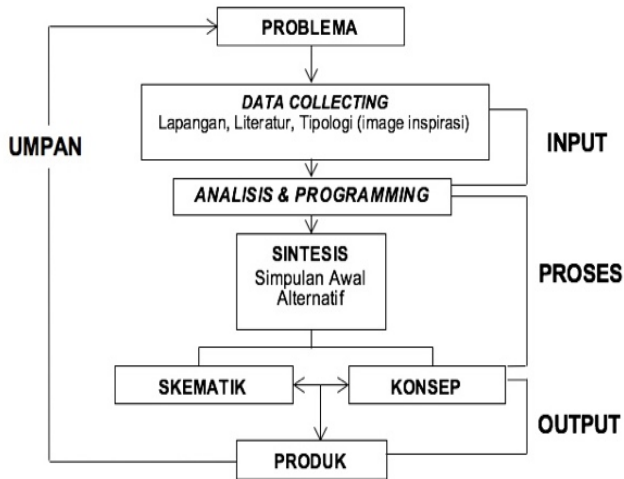 PROBLEMA
DATA COLLECTING
Lapangan, Literatur, Tipologi (image inspirasi)
UMPAN
INPUT
ANALISIS & PROGRAMMING
SINTESIS
Simpulan Awal
Alternatif
PROSES
SKEMATIK
KONSEP
OUTPUT
PRODUK